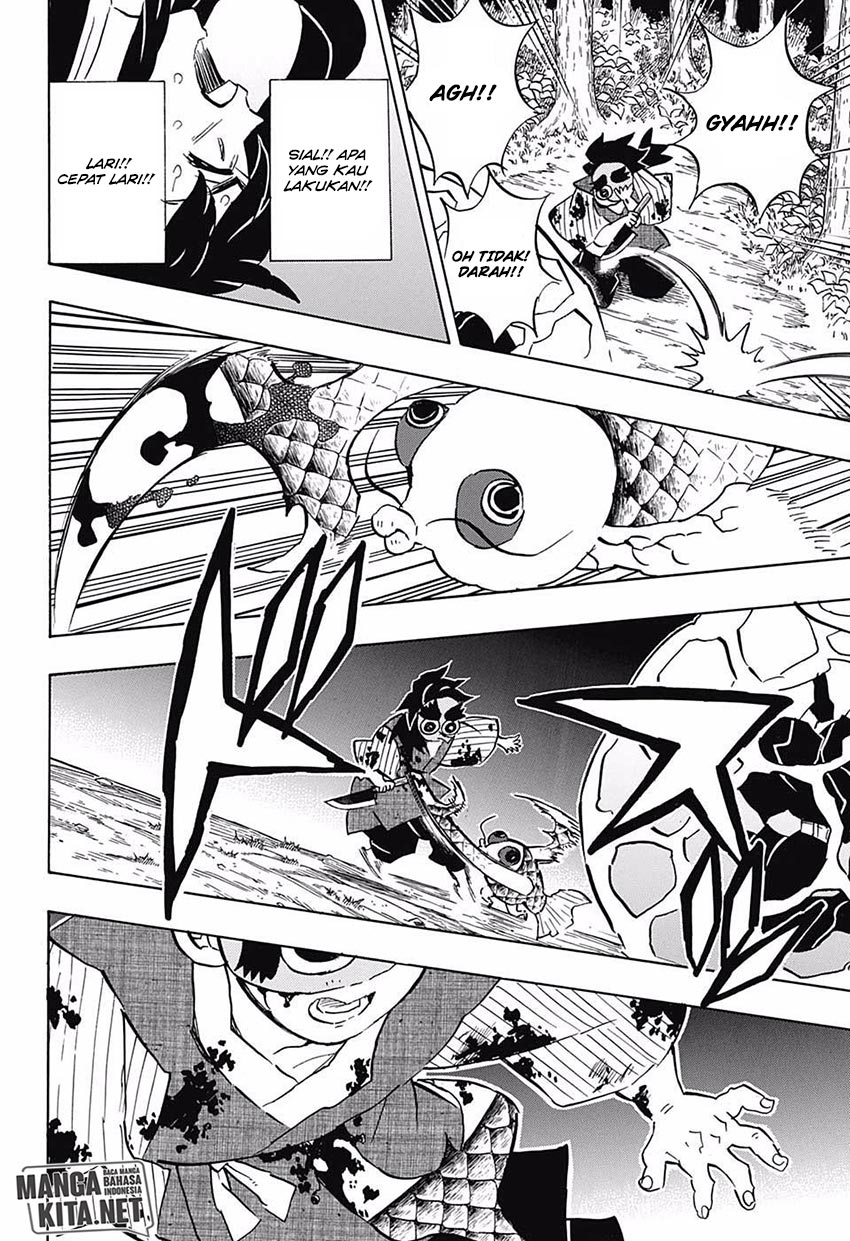 GYAHH!!
AGH!!
OH TIDAK!
DARAH!!
SIAL!! APA
YANG KAU
LAKUKAN!!
LARI!!
CEPAT LARI!!
MANGA
KITA.NET
BACA MANGA
BAHASA
INDONESIA